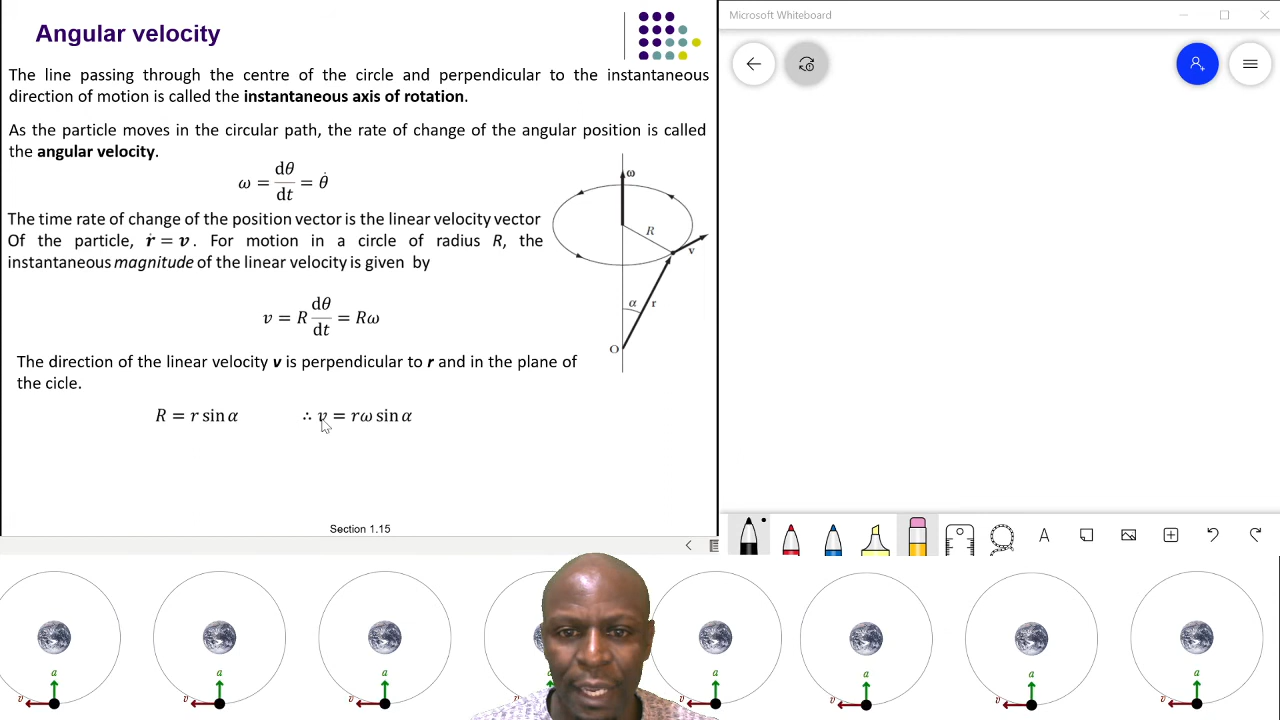 Angular velocity
The line passing through the centre of the circle and perpendicular to the instantaneous
direction of motion is called the instantaneous axis of rotation.
As the particle moves in the circular path, the rate of change of the angular position is called
the angular velocity.
ω = dθ/dt = θ̇
The time rate of change of the position vector is the linear velocity vector
Of the particle, ṙ = v. For motion in a circle of radius R, the
instantaneous magnitude of the linear velocity is given by
v = R dθ/dt = Rω
The direction of the linear velocity v is perpendicular to r and in the plane of
the cicle.
R = r sin α ∴ v = rω sin α
Section 1.15
ω
R
v
α r
O
Microsoft Whiteboard
A
a a a a a a a
v v v v v v v v